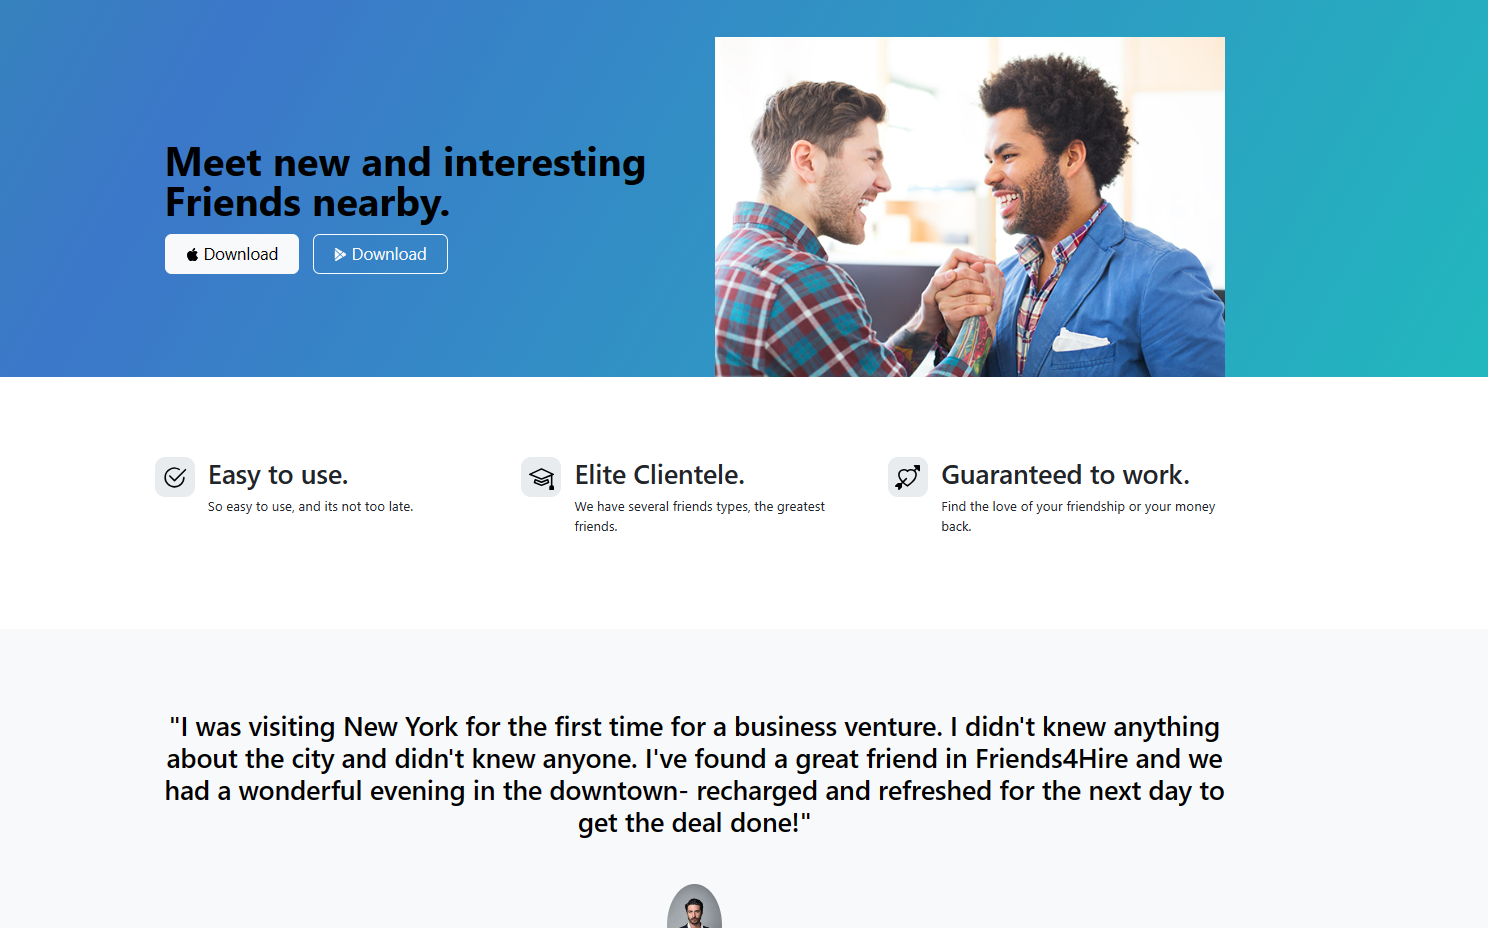 Meet new and interesting
Friends nearby.
Download
Download
Easy to use.
So easy to use, and its not too late.
Elite Clientele.
We have several friends types, the greatest
friends.
Guaranteed to work.
Find the love of your friendship or your money
back.
"I was visiting New York for the first time for a business venture. I didn't knew anything
about the city and didn't knew anyone. I've found a great friend in Friends4Hire and we
had a wonderful evening in the downtown- recharged and refreshed for the next day to
get the deal done!"